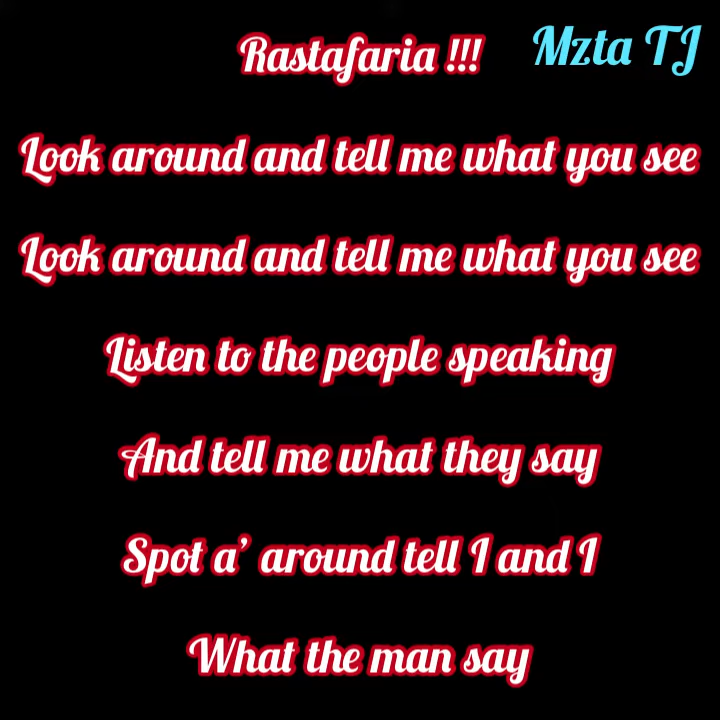 Rastafaria !!!
Mzta TJ
Look around and tell me what you see
Look around and tell me what you see
Listen to the people speaking
And tell me what they say
Spot a’ around tell I and I
What the man say